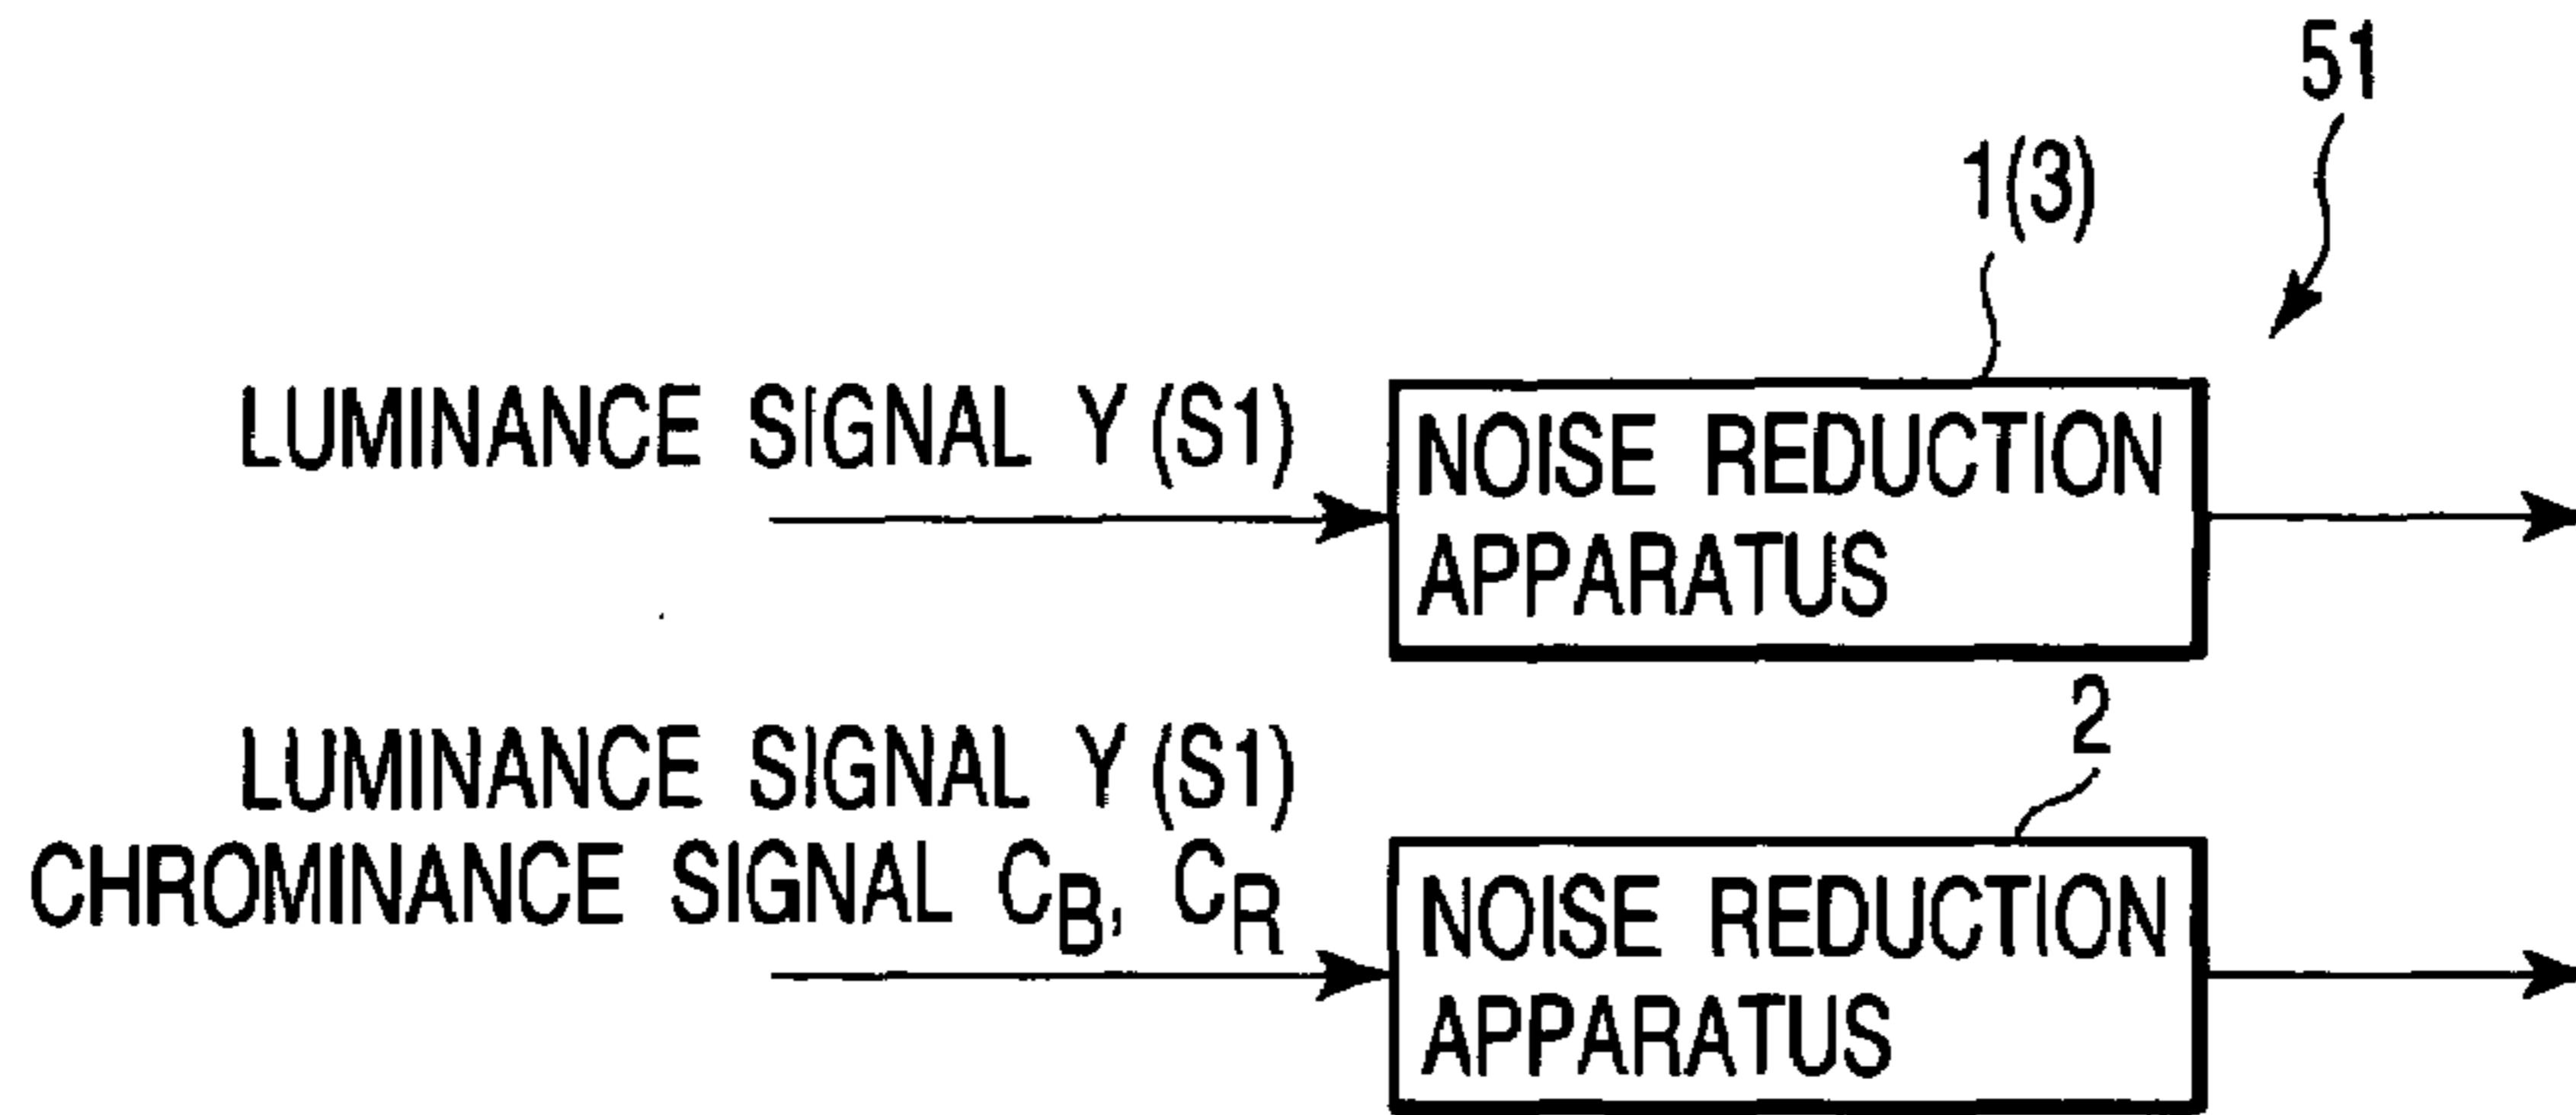 51
1(3)
LUMINANCE SIGNAL Y (S1)
NOISE REDUCTION
APPARATUS
2
LUMINANCE SIGNAL Y (S1)
CHROMINANCE SIGNAL CB, CR
NOISE REDUCTION
APPARATUS